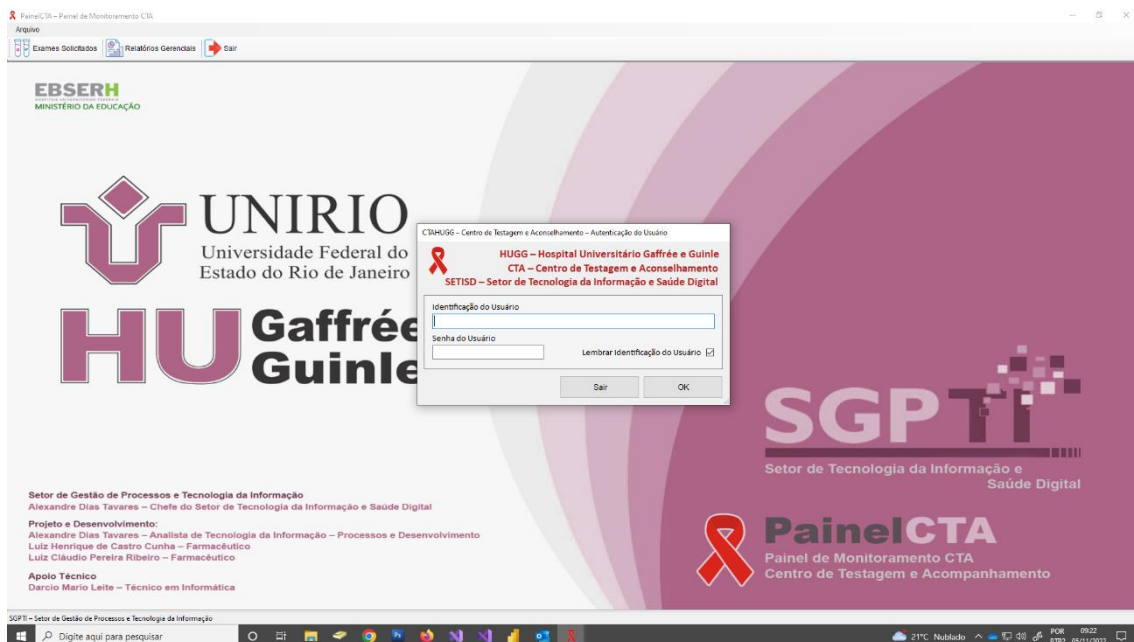 PainelCTA – Painel de Monitoramento CTA
Arquivo
Exames Solicitados Relatórios Gerenciais Sair
EBSERH
HOSPITAIS UNIVERSITÁRIOS FEDERAIS
MINISTÉRIO DA EDUCAÇÃO
UNIRIO
Universidade Federal do
Estado do Rio de Janeiro
HU Gaffrée
Guinle
CTAHUGG – Centro de Testagem e Aconselhamento – Autenticação do Usuário
HUGG – Hospital Universitário Gaffrée e Guinle
CTA – Centro de Testagem e Aconselhamento
SETISD – Setor de Tecnologia da Informação e Saúde Digital
Identificação do Usuário
Senha do Usuário
Lembrar Identificação do Usuário
Sair OK
SGPTI
Setor de Tecnologia da Informação e
Saúde Digital
PainelCTA
Painel de Monitoramento CTA
Centro de Testagem e Acompanhamento
Setor de Gestão de Processos e Tecnologia da Informação
Alexandre Dias Tavares – Chefe do Setor de Tecnologia da Informação e Saúde Digital
Projeto e Desenvolvimento:
Alexandre Dias Tavares – Analista de Tecnologia da Informação – Processos e Desenvolvimento
Luiz Henrique de Castro Cunha – Farmacêutico
Luiz Cláudio Pereira Ribeiro – Farmacêutico
Apoio Técnico
Darcio Mario Leite – Técnico em Informática
SGPTI – Setor de Gestão de Processos e Tecnologia da Informação
Digite aqui para pesquisar
21°C Nublado
POR 09:22
PTB2 05/11/2022